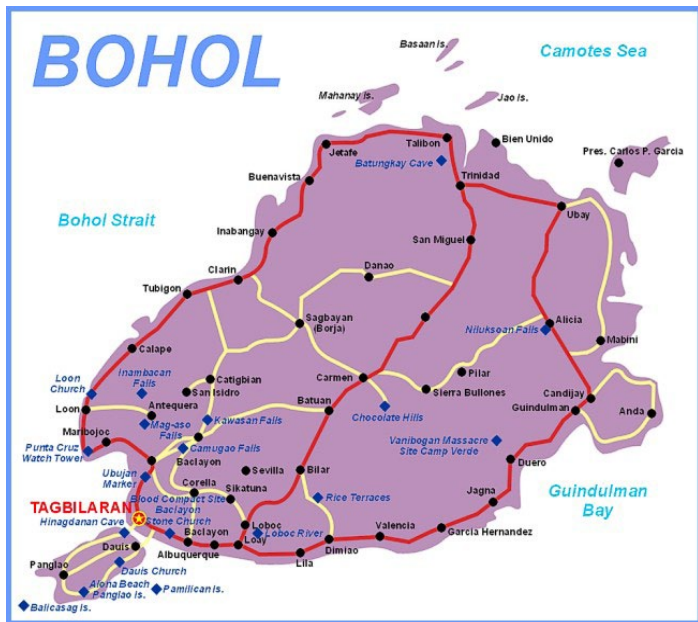 BOHOL
Basaan is.
Camotes Sea
Mahanay is.
Jao is.
Jetafe
Talibon
Bien Unido
Batungkay Cave
Pres. Carlos P. Garcia
Buenavista
Trinidad
Bohol Strait
Ubay
Inabangay
San Miguel
Clarin
Danao
Tubigon
Sagbayan
(Borja)
Alicia
Niluksoan Falls
Mabini
Calape
Inambacan
Falls
Loon
Church
Catigbian
San Isidro
Carmen
Pilar
Sierra Bullones
Candijay
Loon
Antequera
Mag-aso
Falls
Kawasan Falls
Batuan
Chocolate Hills
Guindulman
Anda
Maribojoc
Punta Cruz
Watch Tower
Camugao Falls
Baclayon
Vanibogan Massacre
Site Camp Verde
Ubujan
Marker
Sevilla
Bilar
Duero
Corella
Sikatuna
TAGBILARAN
Blood Compact Site
Baclayon
Stone Church
Rice Terraces
Jagna
Guindulman
Bay
Hinagdanan Cave
Loboc
Loboc River
Valencia
Garcia Hernandez
Dauis
Baclayon
Albuquerque
Loay
Lila
Dimiao
Panglao
Dauis Church
Alona Beach
Panglao is.
Pamilican is.
Balicasag is.